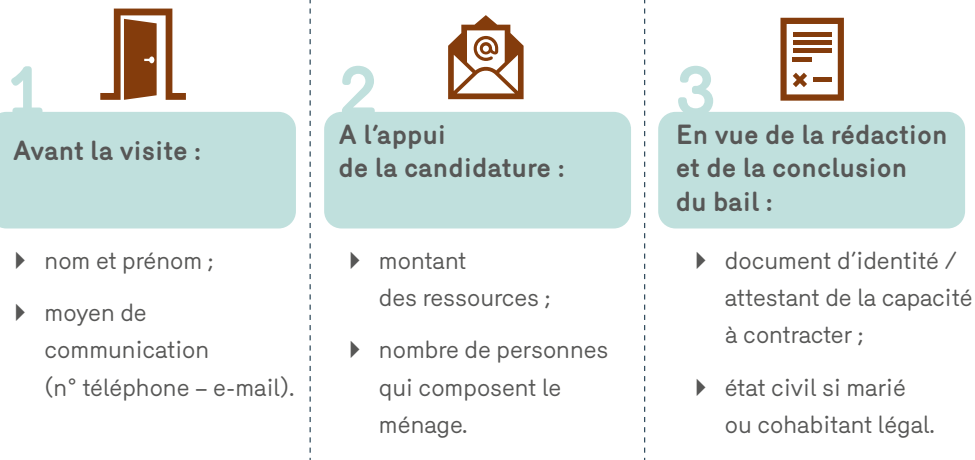 1
Avant la visite :
nom et prénom ;
moyen de
communication
(n° téléphone – e-mail).
@
2
A l’appui
de la candidature :
montant
des ressources ;
nombre de personnes
qui composent le
ménage.
3
En vue de la rédaction
et de la conclusion
du bail :
document d’identité /
attestant de la capacité
à contracter ;
état civil si marié
ou cohabitant légal.